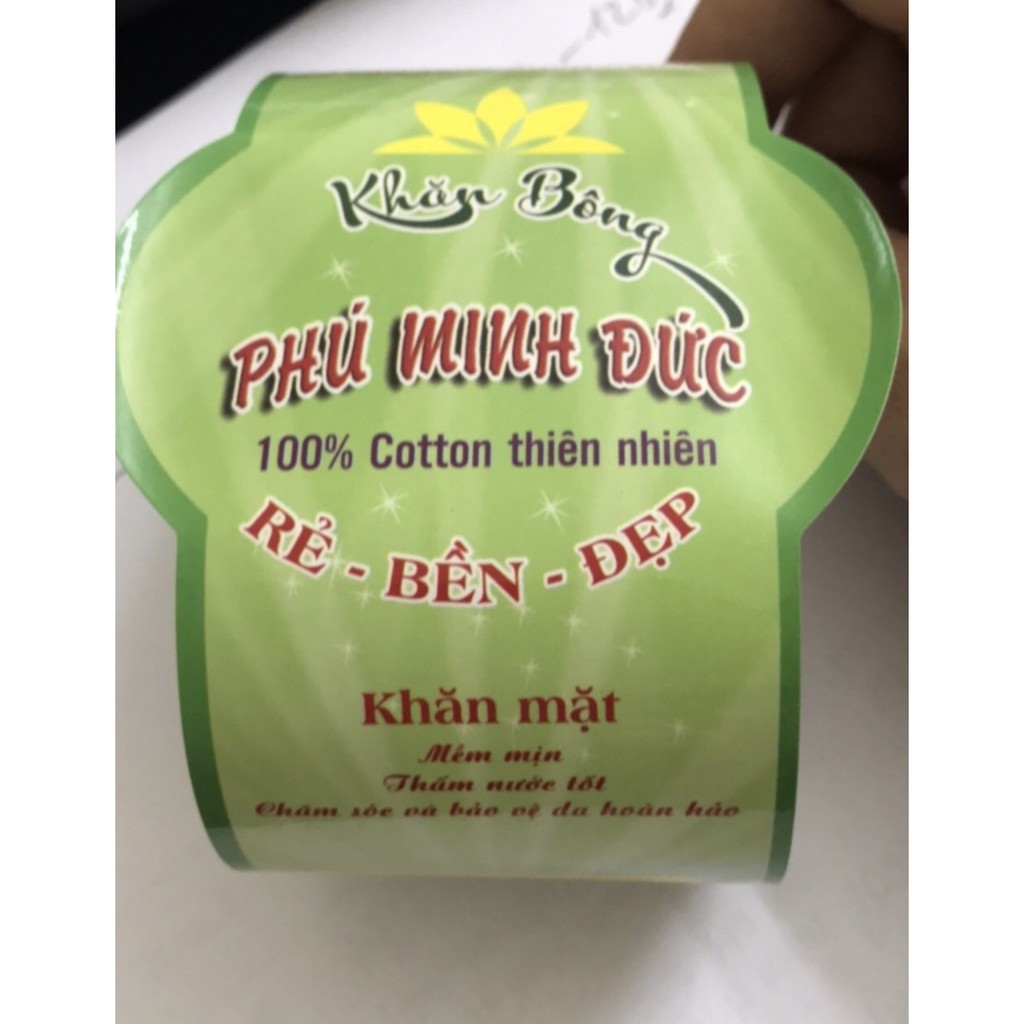 Khăn Bông
PHÚ MINH ĐỨC
100% Cotton thiên nhiên
RẺ - BỀN - ĐẸP
Khăn mặt
Mềm mịn
Thấm nước tốt
Chăm sóc và bảo vệ da hoàn hảo